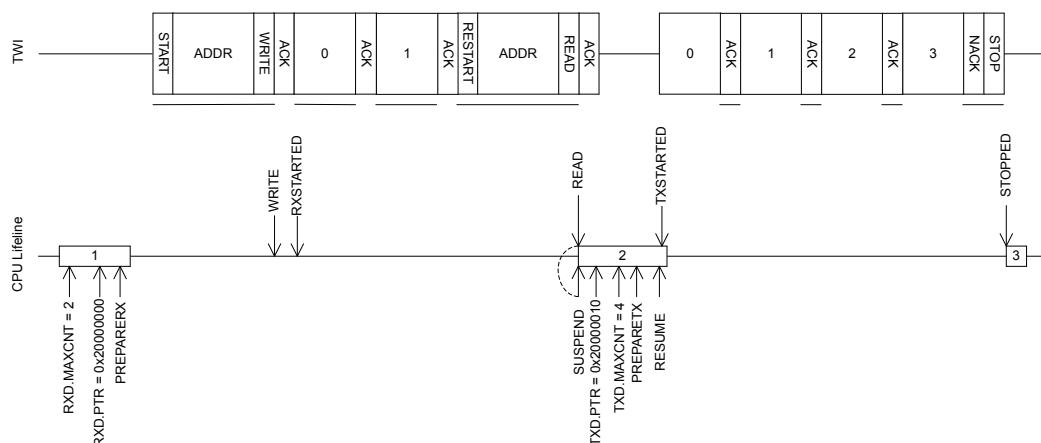 TWI
START
ADDR
WRITE
ACK
0
ACK
1
ACK
RESTART
ADDR
READ
ACK
0
ACK
1
ACK
2
ACK
3
NACK
STOP
CPU Lifeline
WRITE
RXSTARTED
READ
TXSTARTED
STOPPED
1
2
3
RXD.MAXCNT = 2
RXD.PTR = 0x20000000
PREPARERX
SUSPEND
TXD.PTR = 0x20000010
TXD.MAXCNT = 4
PREPARETX
RESUME